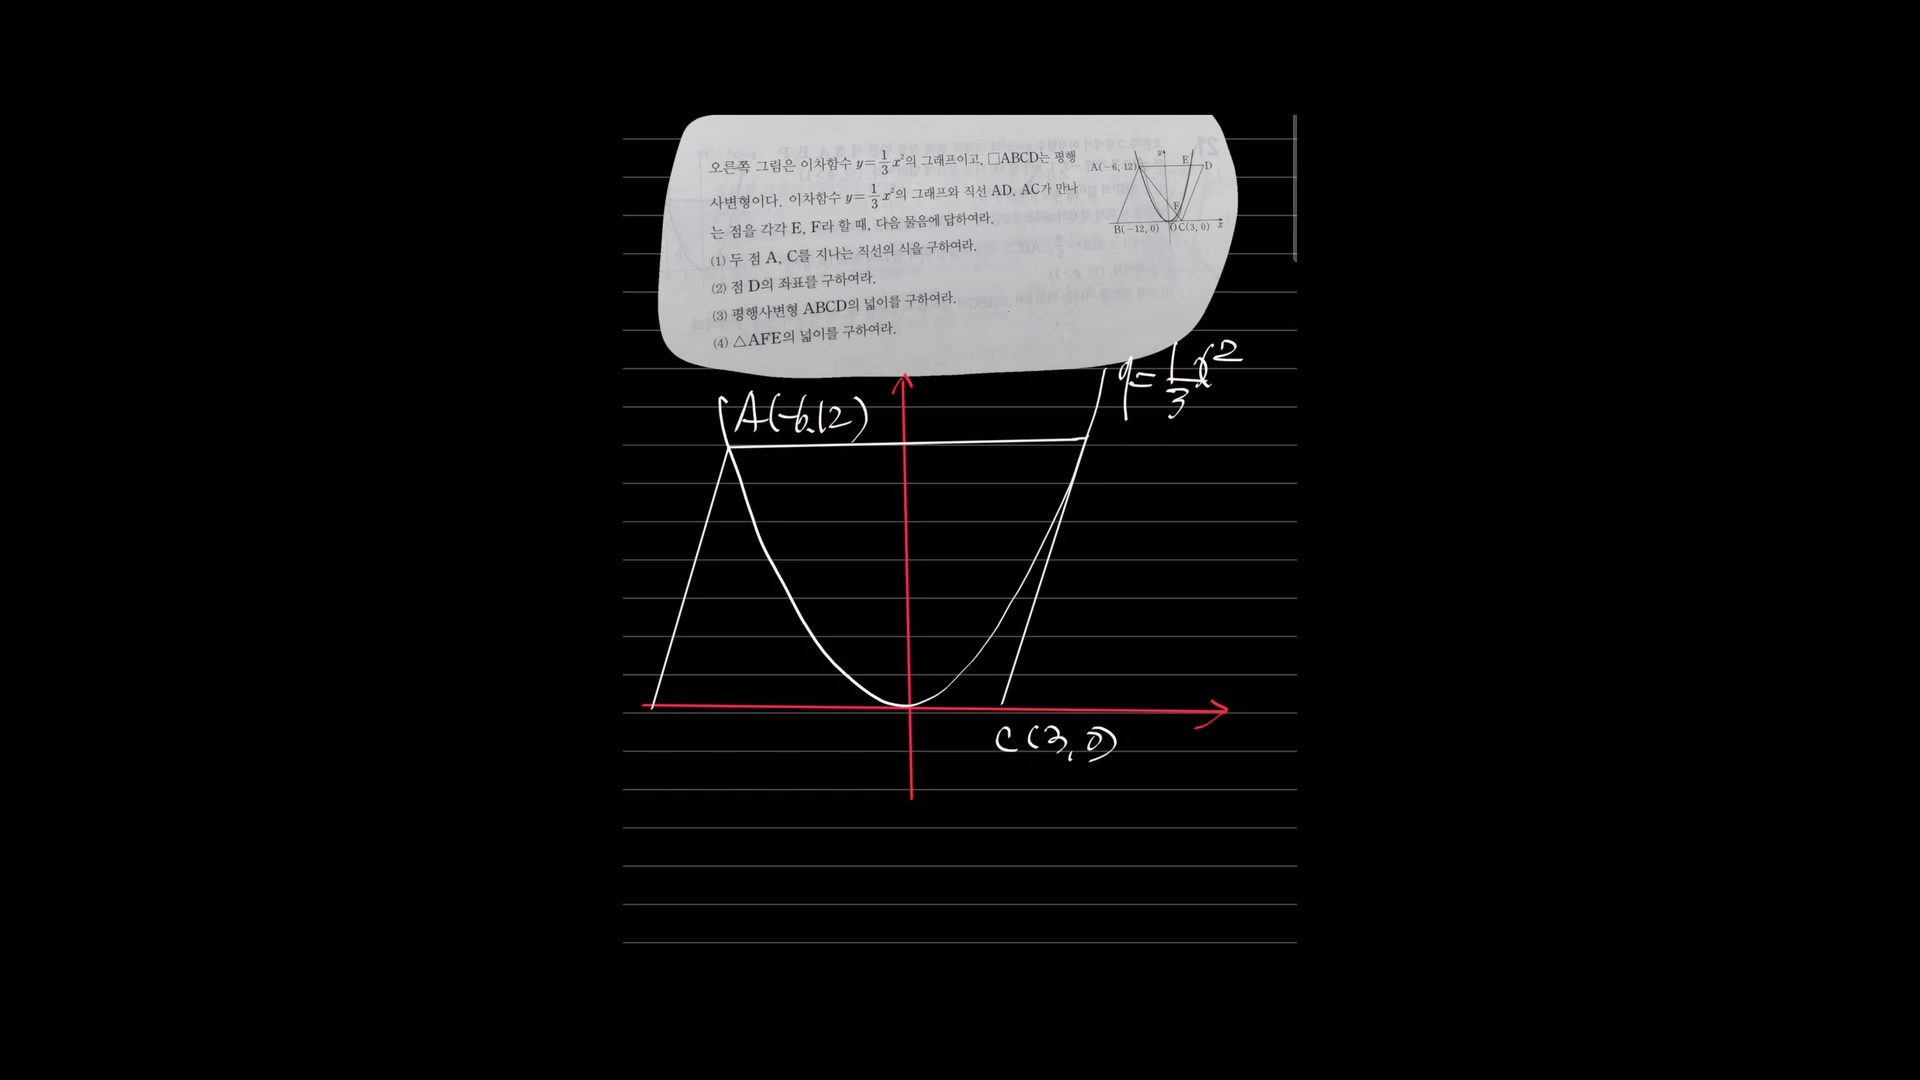 오른쪽 그림은 이차함수 y=1/3x²의 그래프이고, □ABCD는 평행
사변형이다. 이차함수 y=1/3x²의 그래프와 직선 AD, AC가 만나
는 점을 각각 E, F라 할 때, 다음 물음에 답하여라.
(1) 두 점 A, C를 지나는 직선의 식을 구하여라.
(2) 점 D의 좌표를 구하여라.
(3) 평행사변형 ABCD의 넓이를 구하여라.
(4) △AFE의 넓이를 구하여라.
y
A(-6, 12)
E
D
F
B(-12, 0)
O
C(3, 0)
x
y=1/3x²
A(-6,12)
C(3,0)